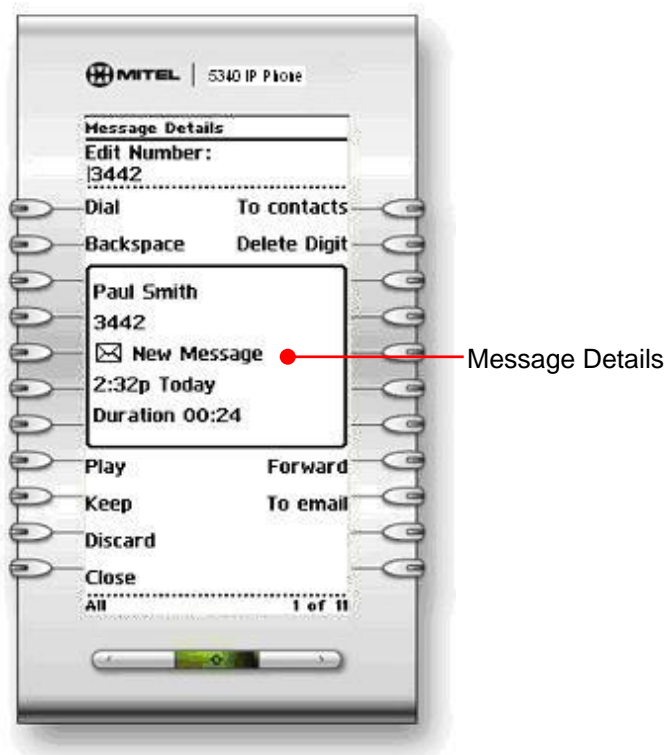 MITEL | 5340 IP Phone
Message Details
Edit Number:
3442
Dial To contacts
Backspace Delete Digit
Paul Smith
3442
New Message
Message Details
2:32p Today
Duration 00:24
Play Forward
Keep To email
Discard
Close
All 1 of 11